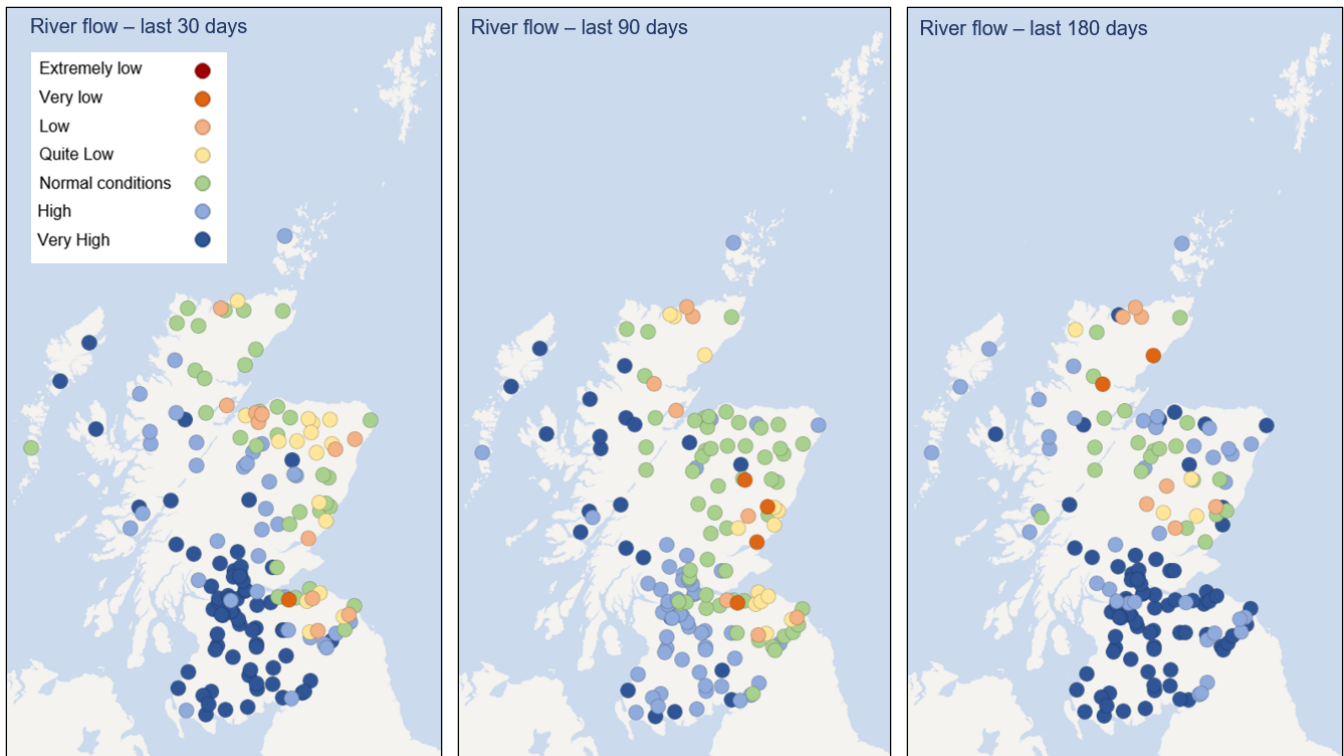 River flow – last 30 days
River flow – last 90 days
River flow – last 180 days
Extremely low
Very low
Low
Quite Low
Normal conditions
High
Very High